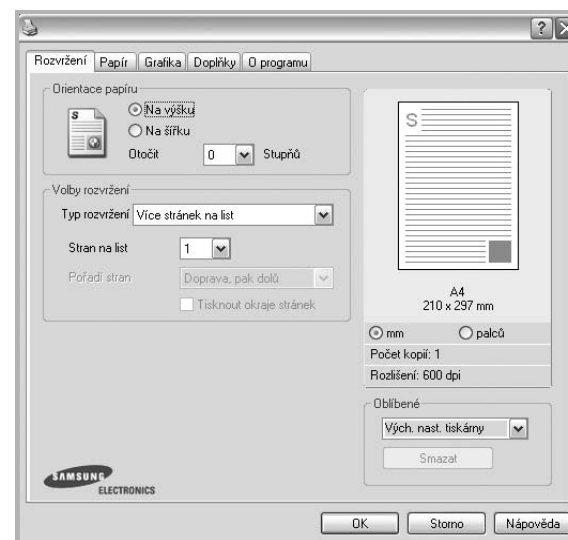 Rozvržení Papír Grafika Doplňky O programu
Orientace papíru
S
Na výšku
Na šířku
Otočit 0 Stupňů
Volby rozvržení
Typ rozvržení Více stránek na list
Stran na list 1
Pořadí stran Doprava, pak dolů
Tisknout okraje stránek
SAMSUNG
ELECTRONICS
S
A4
210 x 297 mm
mm palců
Počet kopií: 1
Rozlišení: 600 dpi
Oblíbené
Vých. nast. tiskárny
Smazat
OK Storno Nápověda